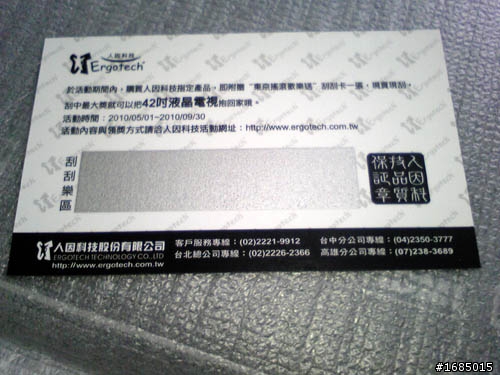 人因科技
Ergotech
於活動期間內,購買人因科技指定產品,即附贈"東京搖滾歡樂送"刮刮卡一張,現買現刮,
刮中最大獎就可以把42吋液晶電視抱回家哦。
活動時間:2010/05/01~2010/09/30
活動內容與領獎方式請洽人因科技活動網址:http://www.ergotech.com.tw
刮刮樂區
人因科技
持品質
保證章
人因科技股份有限公司
ERGOTECH TECHNOLOGY CO., LTD
http://www.ergotech.com.tw
客戶服務專線:(02)2221-9912
台中分公司專線:(04)2350-3777
台北總公司專線:(02)2226-2366
高雄分公司專線:(07)238-3689
#1685015